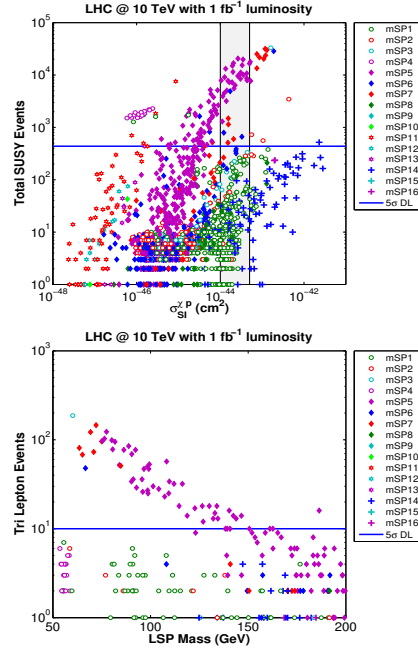 LHC @ 10 TeV with 1 fb⁻¹ luminosity
Total SUSY Events
10⁵
10⁴
10³
10²
10¹
10⁰
10⁻⁴⁸
10⁻⁴⁶
10⁻⁴⁴
10⁻⁴²
σ_SI^χp (cm²)
mSP1
mSP2
mSP3
mSP4
mSP5
mSP6
mSP7
mSP8
mSP9
mSP10
mSP11
mSP12
mSP13
mSP14
mSP15
mSP16
5σ DL
LHC @ 10 TeV with 1 fb⁻¹ luminosity
Tri Lepton Events
10³
10²
10¹
10⁰
50
100
150
200
LSP Mass (GeV)
mSP1
mSP2
mSP3
mSP4
mSP5
mSP6
mSP7
mSP8
mSP9
mSP10
mSP11
mSP12
mSP13
mSP14
mSP15
mSP16
5σ DL